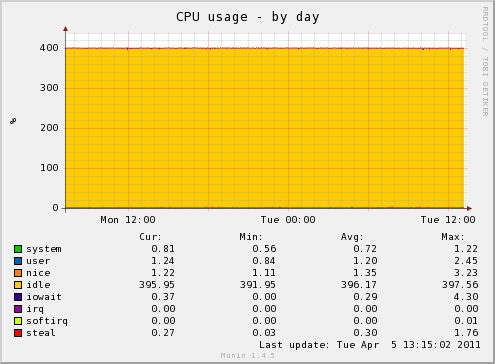 CPU usage - by day
RRDTOOL / TOBI OETIKER
%
400
300
200
100
0
Mon 12:00 Tue 00:00 Tue 12:00
Cur: Min: Avg: Max:
system 0.81 0.56 0.72 1.22
user 1.24 0.84 1.20 2.45
nice 1.22 1.11 1.35 3.23
idle 395.95 391.95 396.17 397.56
iowait 0.37 0.00 0.29 4.30
irq 0.00 0.00 0.00 0.00
softirq 0.00 0.00 0.00 0.01
steal 0.27 0.03 0.30 1.76
Last update: Tue Apr 5 13:15:02 2011
Munin 1.4.5